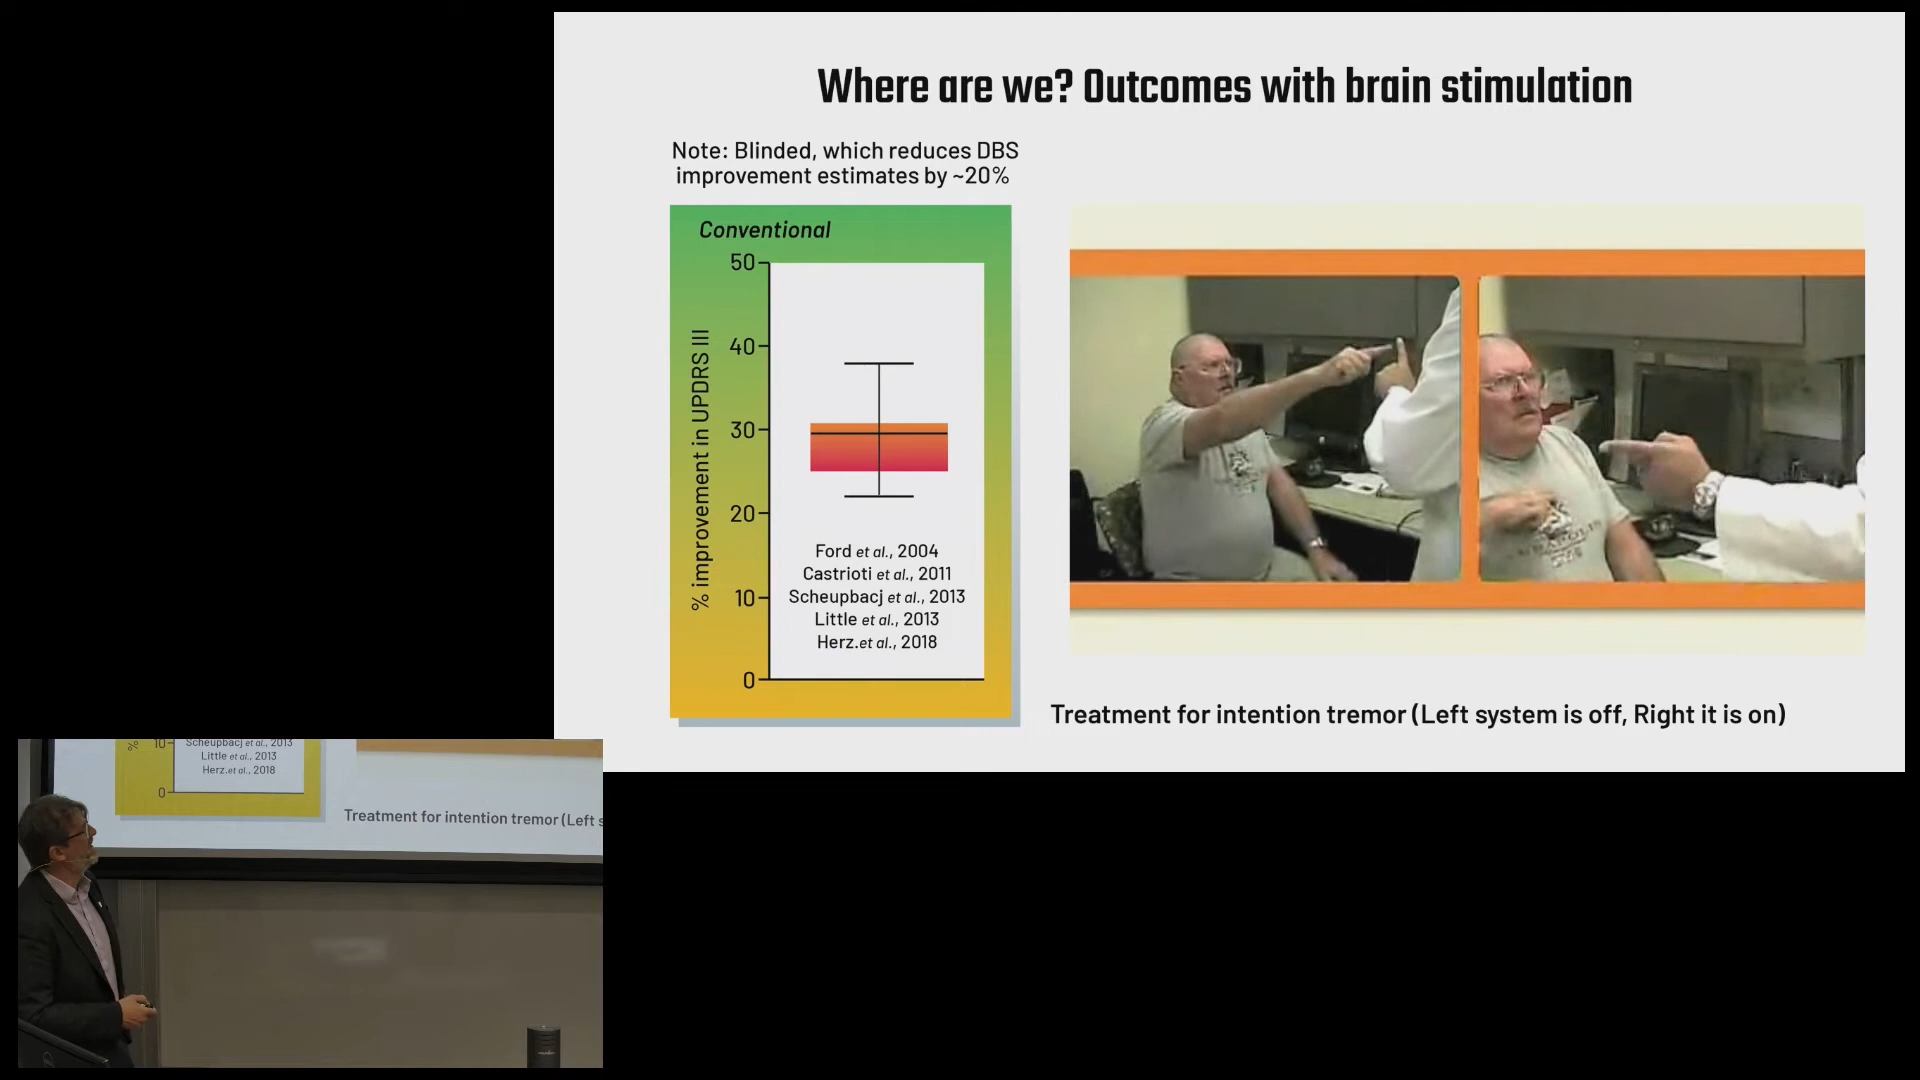 Where are we? Outcomes with brain stimulation
Note: Blinded, which reduces DBS
improvement estimates by ~20%
Conventional
% improvement in UPDRS III
50
40
30
20
10
0
Ford et al., 2004
Castrioti et al., 2011
Scheupbacj et al., 2013
Little et al., 2013
Herz.et al., 2018
Treatment for intention tremor (Left system is off, Right it is on)
%
10
Scheupbacj et al., 2013
Little et al., 2013
Herz.et al., 2018
0
Treatment for intention tremor (Left s